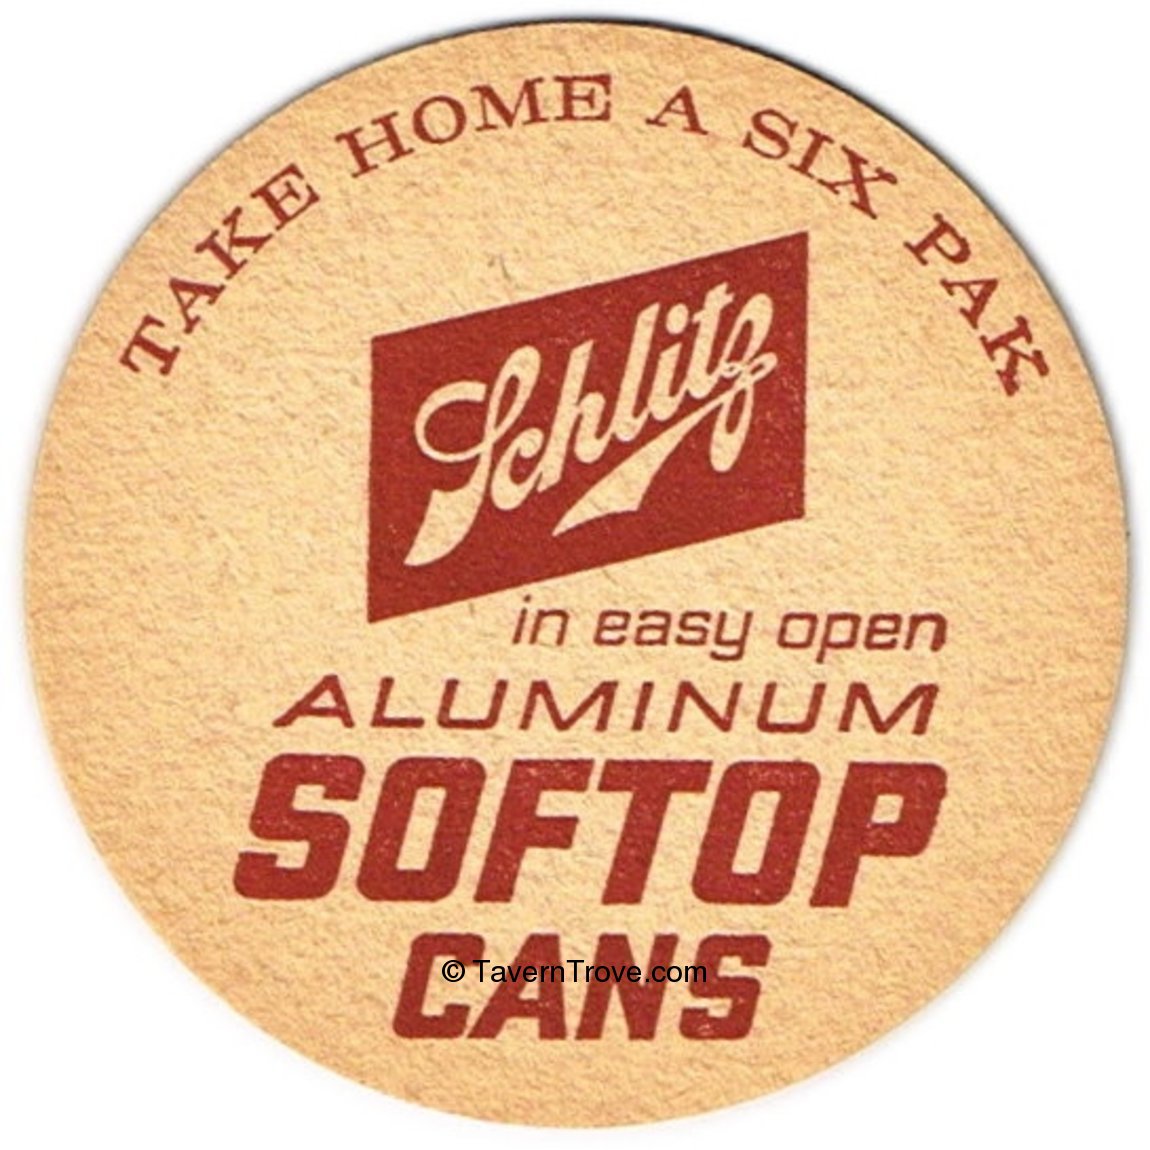 TAKE HOME A SIX PAK
Schlitz
in easy open
ALUMINUM
SOFTOP
CANS
© TavernTrove.com